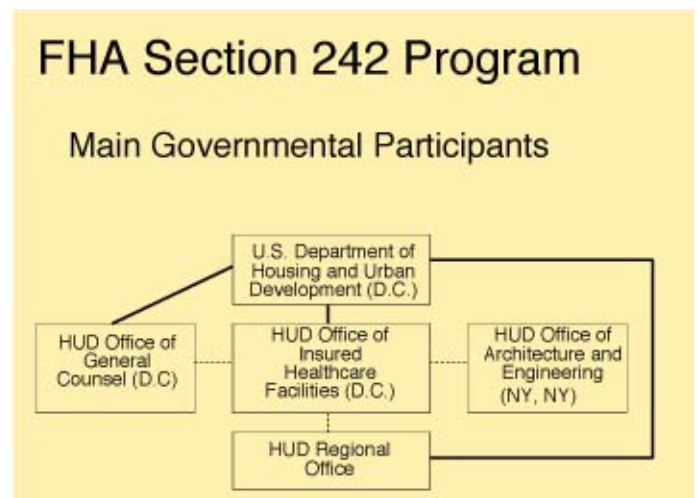 FHA Section 242 Program
Main Governmental Participants
U.S. Department of
Housing and Urban
Development (D.C.)
HUD Office of
General
Counsel (D.C)
HUD Office of
Insured
Healthcare
Facilities (D.C.)
HUD Office of
Architecture and
Engineering
(NY, NY)
HUD Regional
Office